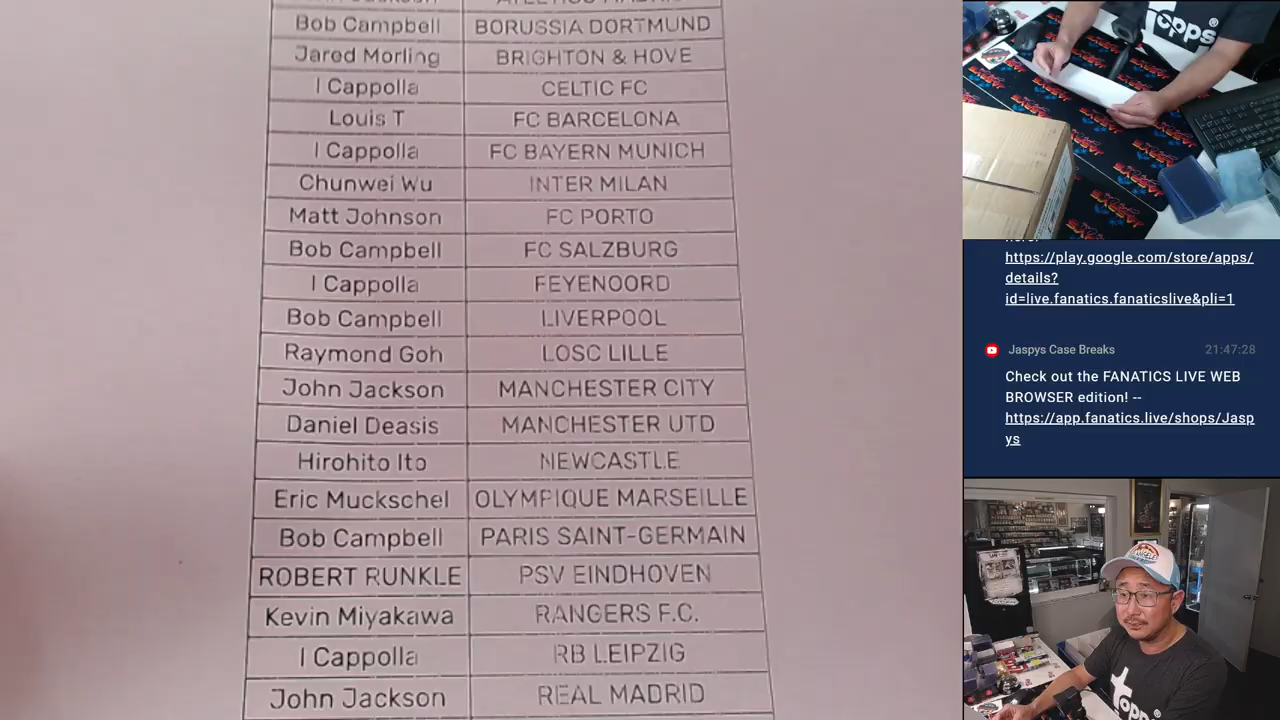 Bob Campbell BORUSSIA DORTMUND
Jared Morling BRIGHTON & HOVE
I Cappolla CELTIC FC
Louis T FC BARCELONA
I Cappolla FC BAYERN MUNICH
Chunwei Wu INTER MILAN
Matt Johnson FC PORTO
Bob Campbell FC SALZBURG
I Cappolla FEYENOORD
Bob Campbell LIVERPOOL
Raymond Goh LOSC LILLE
John Jackson MANCHESTER CITY
Daniel Deasis MANCHESTER UTD
Hirohito Ito NEWCASTLE
Eric Muckschel OLYMPIQUE MARSEILLE
Bob Campbell PARIS SAINT-GERMAIN
ROBERT RUNKLE PSV EINDHOVEN
Kevin Miyakawa RANGERS F.C.
I Cappolla RB LEIPZIG
John Jackson REAL MADRID
topps®
https://play.google.com/store/apps/
details?
id=live.fanatics.fanaticslive&pli=1
Jaspys Case Breaks 21:47:28
Check out the FANATICS LIVE WEB
BROWSER edition! --
https://app.fanatics.live/shops/Jasp
ys
topps